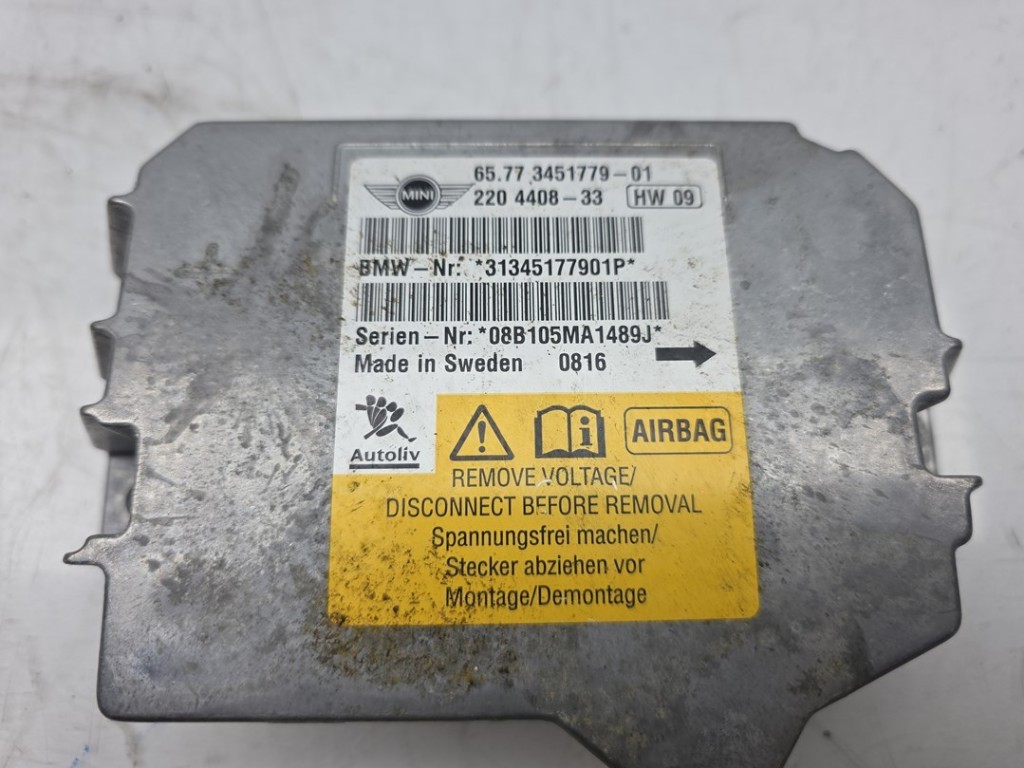 MINI
65.77 3451779-01
220 4408-33 HW 09
BMW-Nr: *31345177901P*
Serien-Nr: *08B105MA1489J*
Made in Sweden 0816
Autoliv
AIRBAG
REMOVE VOLTAGE/
DISCONNECT BEFORE REMOVAL
Spannungsfrei machen/
Stecker abziehen vor
Montage/Demontage